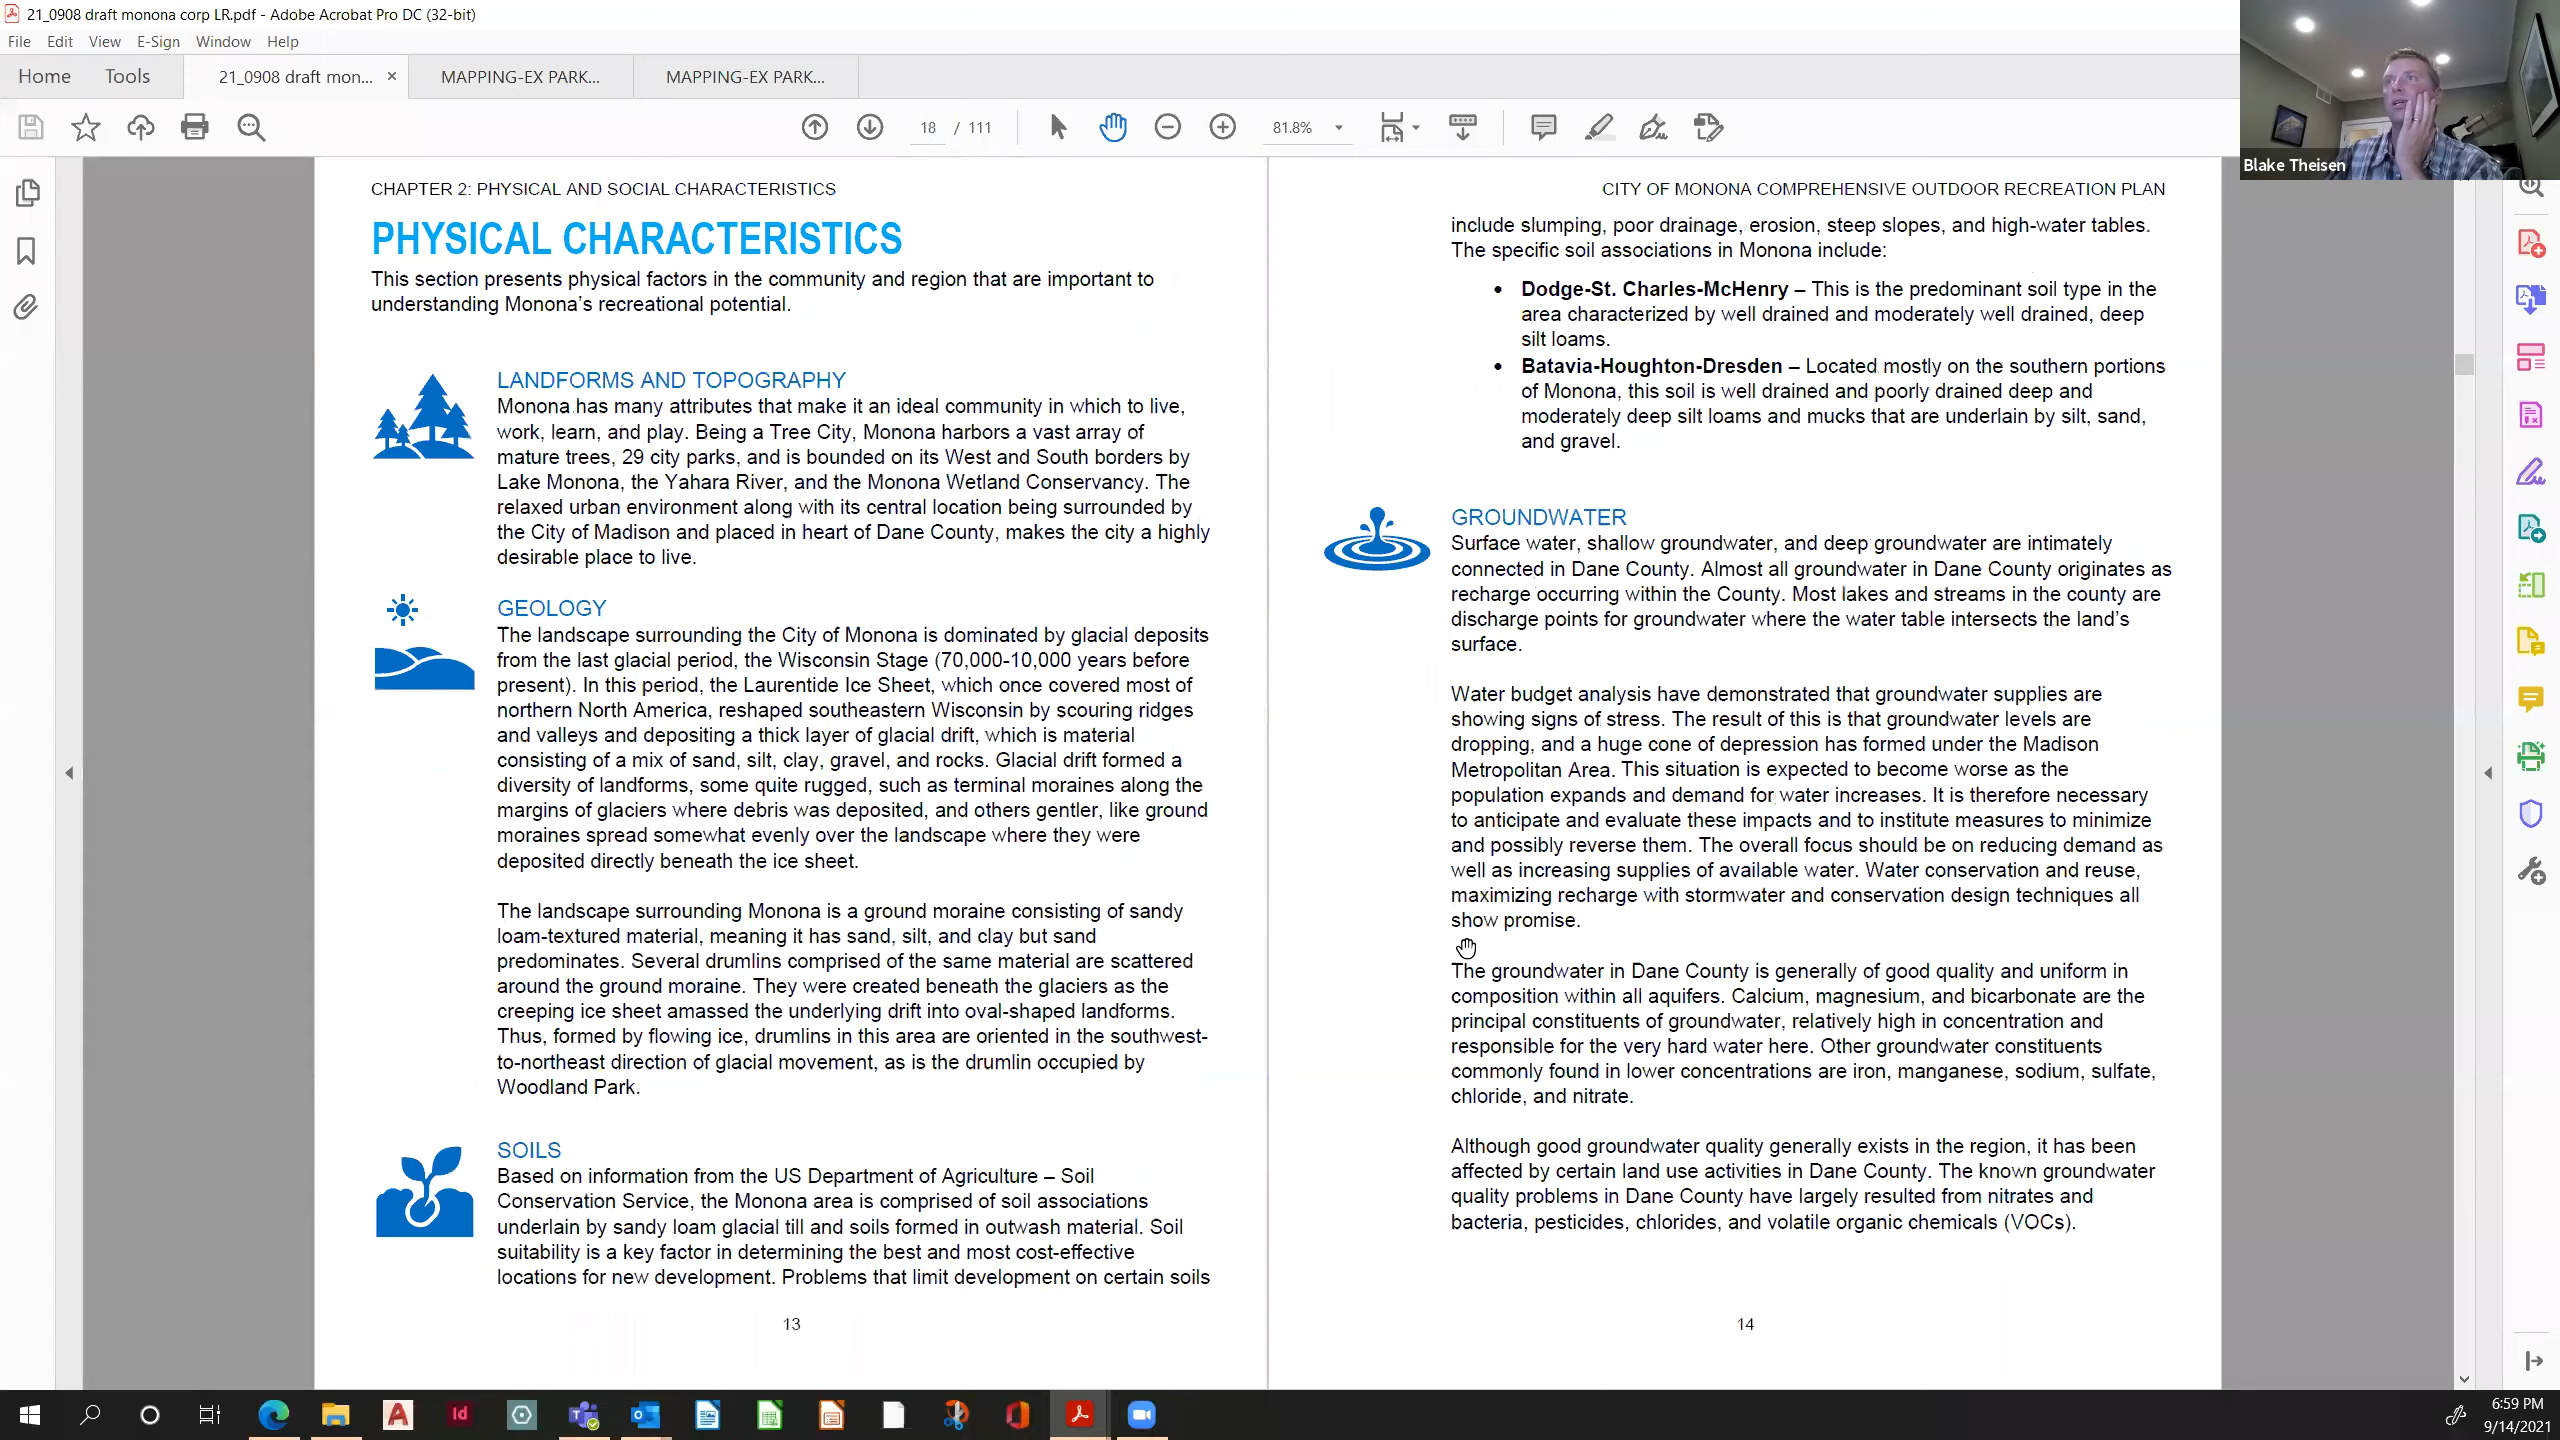 21_0908 draft monona corp LR.pdf - Adobe Acrobat Pro DC (32-bit)
File Edit View E-Sign Window Help
Home Tools 21_0908 draft mon... × MAPPING-EX PARK... MAPPING-EX PARK...
18 / 111 81.8%
Blake Theisen
CHAPTER 2: PHYSICAL AND SOCIAL CHARACTERISTICS
PHYSICAL CHARACTERISTICS
This section presents physical factors in the community and region that are important to
understanding Monona's recreational potential.
LANDFORMS AND TOPOGRAPHY
Monona has many attributes that make it an ideal community in which to live,
work, learn, and play. Being a Tree City, Monona harbors a vast array of
mature trees, 29 city parks, and is bounded on its West and South borders by
Lake Monona, the Yahara River, and the Monona Wetland Conservancy. The
relaxed urban environment along with its central location being surrounded by
the City of Madison and placed in heart of Dane County, makes the city a highly
desirable place to live.
GEOLOGY
The landscape surrounding the City of Monona is dominated by glacial deposits
from the last glacial period, the Wisconsin Stage (70,000-10,000 years before
present). In this period, the Laurentide Ice Sheet, which once covered most of
northern North America, reshaped southeastern Wisconsin by scouring ridges
and valleys and depositing a thick layer of glacial drift, which is material
consisting of a mix of sand, silt, clay, gravel, and rocks. Glacial drift formed a
diversity of landforms, some quite rugged, such as terminal moraines along the
margins of glaciers where debris was deposited, and others gentler, like ground
moraines spread somewhat evenly over the landscape where they were
deposited directly beneath the ice sheet.
The landscape surrounding Monona is a ground moraine consisting of sandy
loam-textured material, meaning it has sand, silt, and clay but sand
predominates. Several drumlins comprised of the same material are scattered
around the ground moraine. They were created beneath the glaciers as the
creeping ice sheet amassed the underlying drift into oval-shaped landforms.
Thus, formed by flowing ice, drumlins in this area are oriented in the southwest-
to-northeast direction of glacial movement, as is the drumlin occupied by
Woodland Park.
SOILS
Based on information from the US Department of Agriculture – Soil
Conservation Service, the Monona area is comprised of soil associations
underlain by sandy loam glacial till and soils formed in outwash material. Soil
suitability is a key factor in determining the best and most cost-effective
locations for new development. Problems that limit development on certain soils
13
CITY OF MONONA COMPREHENSIVE OUTDOOR RECREATION PLAN
include slumping, poor drainage, erosion, steep slopes, and high-water tables.
The specific soil associations in Monona include:
• Dodge-St. Charles-McHenry – This is the predominant soil type in the
area characterized by well drained and moderately well drained, deep
silt loams.
• Batavia-Houghton-Dresden – Located mostly on the southern portions
of Monona, this soil is well drained and poorly drained deep and
moderately deep silt loams and mucks that are underlain by silt, sand,
and gravel.
GROUNDWATER
Surface water, shallow groundwater, and deep groundwater are intimately
connected in Dane County. Almost all groundwater in Dane County originates as
recharge occurring within the County. Most lakes and streams in the county are
discharge points for groundwater where the water table intersects the land's
surface.
Water budget analysis have demonstrated that groundwater supplies are
showing signs of stress. The result of this is that groundwater levels are
dropping, and a huge cone of depression has formed under the Madison
Metropolitan Area. This situation is expected to become worse as the
population expands and demand for water increases. It is therefore necessary
to anticipate and evaluate these impacts and to institute measures to minimize
and possibly reverse them. The overall focus should be on reducing demand as
well as increasing supplies of available water. Water conservation and reuse,
maximizing recharge with stormwater and conservation design techniques all
show promise.
The groundwater in Dane County is generally of good quality and uniform in
composition within all aquifers. Calcium, magnesium, and bicarbonate are the
principal constituents of groundwater, relatively high in concentration and
responsible for the very hard water here. Other groundwater constituents
commonly found in lower concentrations are iron, manganese, sodium, sulfate,
chloride, and nitrate.
Although good groundwater quality generally exists in the region, it has been
affected by certain land use activities in Dane County. The known groundwater
quality problems in Dane County have largely resulted from nitrates and
bacteria, pesticides, chlorides, and volatile organic chemicals (VOCs).
14
6:59 PM
9/14/2021